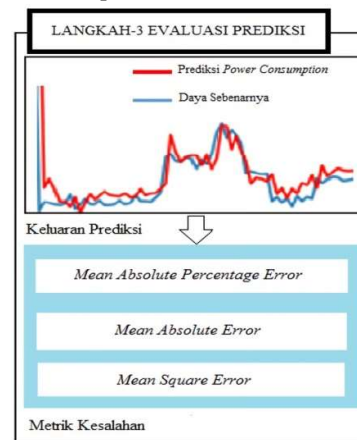 LANGKAH-3 EVALUASI PREDIKSI
Prediksi Power Consumption
Daya Sebenarnya
Keluaran Prediksi
Mean Absolute Percentage Error
Mean Absolute Error
Mean Square Error
Metrik Kesalahan